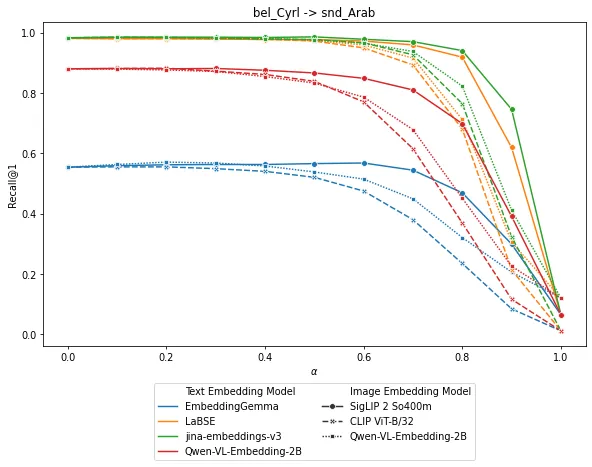 bel_Cyrl -> snd_Arab
Recall@1
1.0
0.8
0.6
0.4
0.2
0.0
0.0 0.2 0.4 0.6 0.8 1.0
α
Text Embedding Model Image Embedding Model
EmbeddingGemma SigLIP 2 So400m
LaBSE CLIP ViT-B/32
jina-embeddings-v3 Qwen-VL-Embedding-2B
Qwen-VL-Embedding-2B